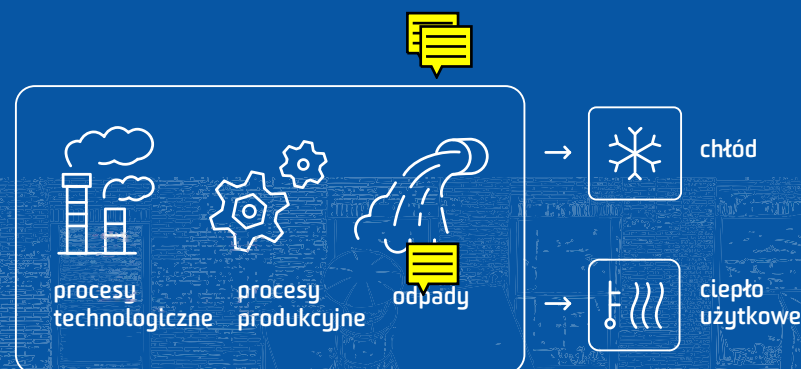 chłód
procesy
technologiczne
procesy
produkcyjne
odpady
ciepło
użytkowe